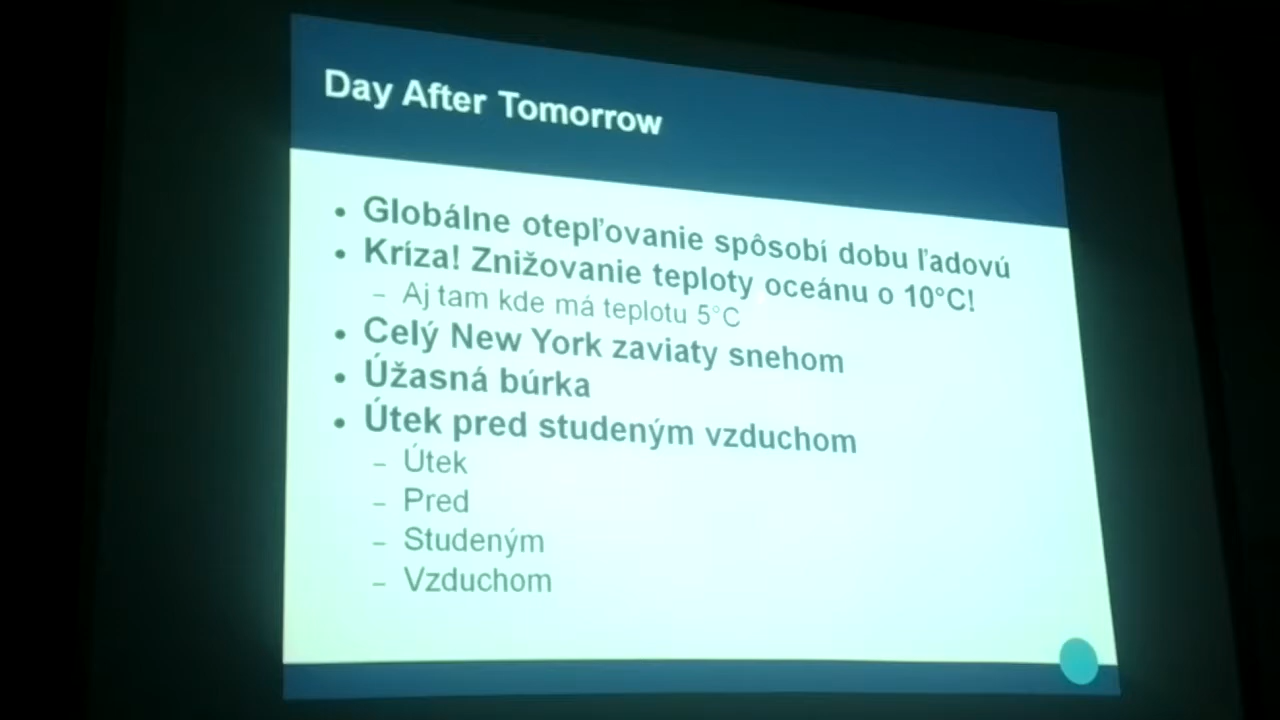 Day After Tomorrow
• Globálne otepľovanie spôsobí dobu ľadovú
• Kríza! Znižovanie teploty oceánu o 10°C!
– Aj tam kde má teplotu 5°C
• Celý New York zaviaty snehom
• Úžasná búrka
• Útek pred studeným vzduchom
– Útek
– Pred
– Studeným
– Vzduchom